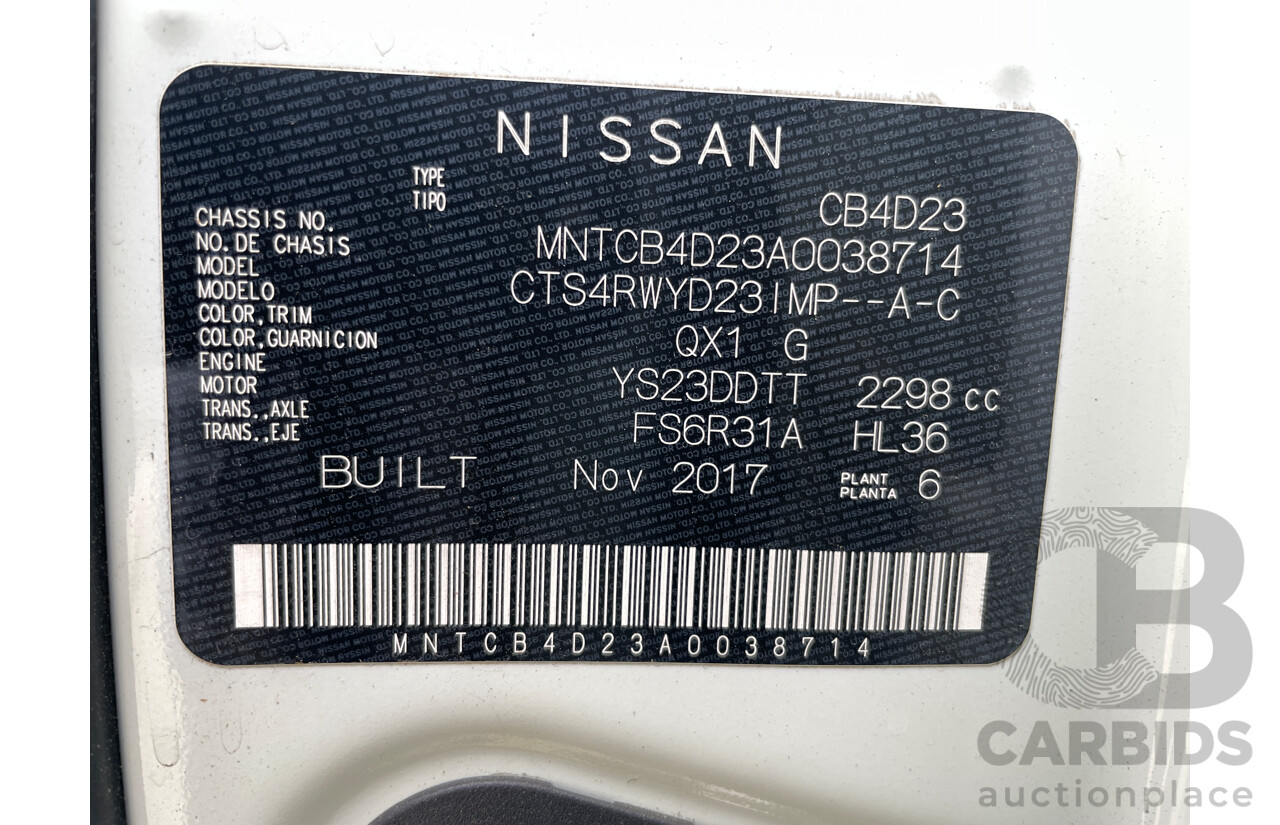 NISSAN
TYPE
TIPO CB4D23
CHASSIS NO.
NO. DE CHASIS MNTCB4D23A0038714
MODEL
MODELO CTS4RWYD23IMP--A-C
COLOR,TRIM
COLOR,GUARNICION QX1 G
ENGINE
MOTOR YS23DDTT 2298 cc
TRANS.,AXLE
TRANS.,EJE FS6R31A HL36
BUILT Nov 2017 PLANT
PLANTA 6
MNTCB4D23A0038714
CB
CARBIDS
auctionplace